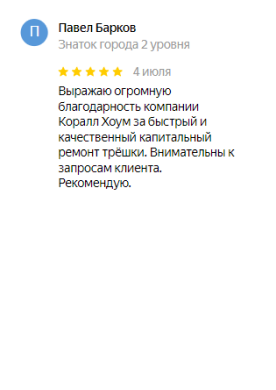 П
Павел Барков
Знаток города 2 уровня
4 июля
Выражаю огромную
благодарность компании
Коралл Хоум за быстрый и
качественный капитальный
ремонт трёшки. Внимательны к
запросам клиента.
Рекомендую.